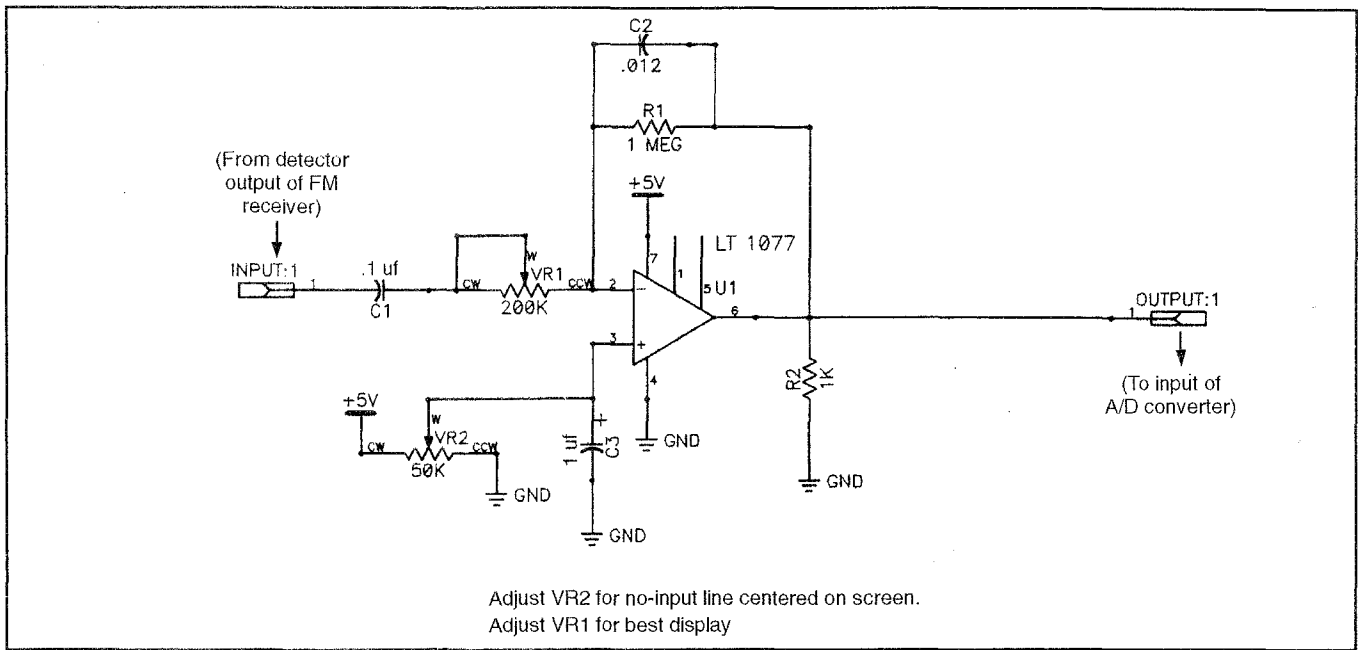 C2
.012
R1
1 MEG
(From detector
output of FM
receiver)
+5V
LT 1077
INPUT:1
1
.1 uf
C1
CW
W
VR1
CCW
200K
2
7
1
5
U1
6
3
4
GND
OUTPUT:1
1
(To input of
A/D converter)
R2
1K
GND
+5V
CW
W
VR2
CCW
50K
GND
+
1 uf
C3
GND
Adjust VR2 for no-input line centered on screen.
Adjust VR1 for best display